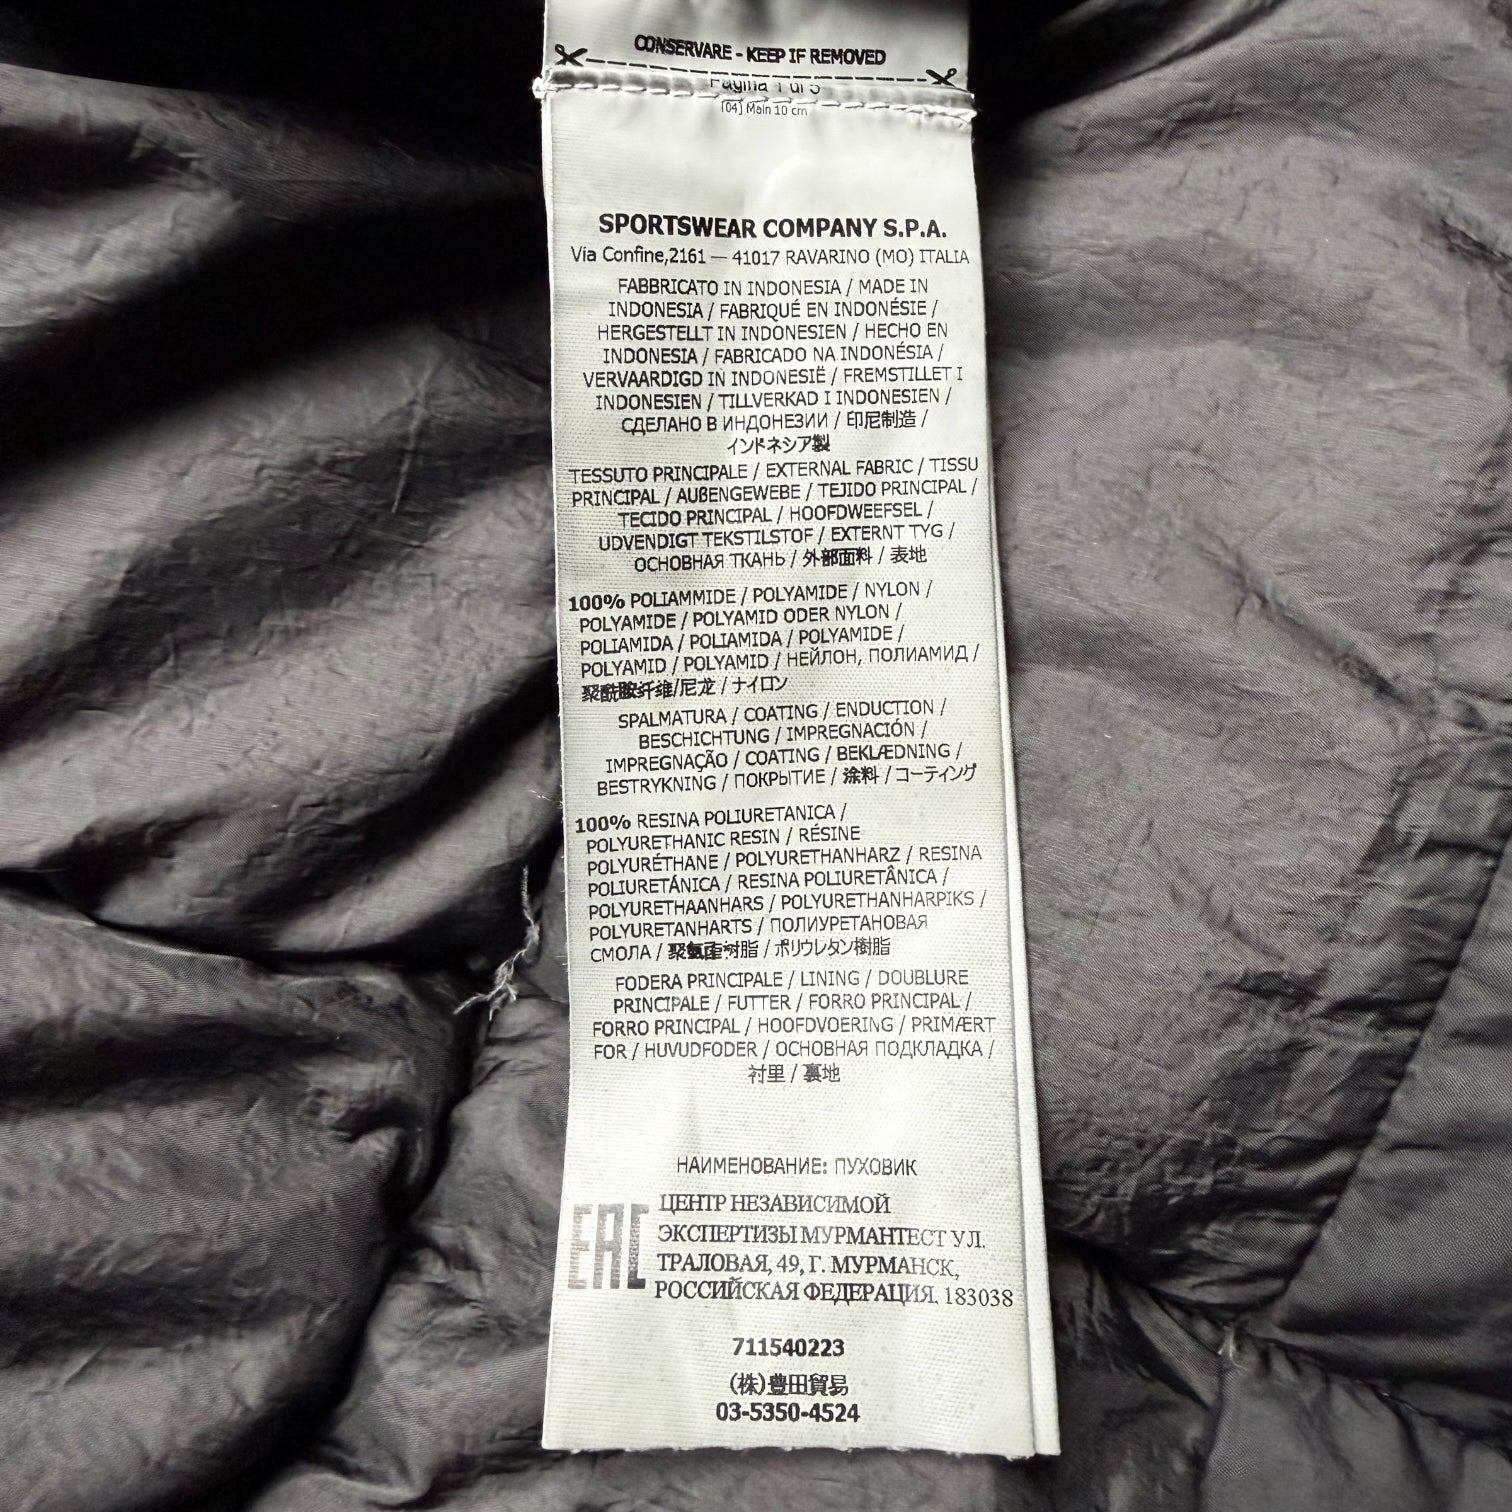 CONSERVARE - KEEP IF REMOVED
Pagina 1 di 5
[04] Main 10 cm
SPORTSWEAR COMPANY S.P.A.
Via Confine,2161 — 41017 RAVARINO (MO) ITALIA
FABBRICATO IN INDONESIA / MADE IN
INDONESIA / FABRIQUÉ EN INDONÉSIE /
HERGESTELLT IN INDONESIEN / HECHO EN
INDONESIA / FABRICADO NA INDONÉSIA /
VERVAARDIGD IN INDONESIË / FREMSTILLET I
INDONESIEN / TILLVERKAD I INDONESIEN /
СДЕЛАНО В ИНДОНЕЗИИ / 印尼制造 /
インドネシア製
TESSUTO PRINCIPALE / EXTERNAL FABRIC / TISSU
PRINCIPAL / AUßENGEWEBE / TEJIDO PRINCIPAL /
TECIDO PRINCIPAL / HOOFDWEEFSEL /
UDVENDIGT TEKSTILSTOF / EXTERNT TYG /
ОСНОВНАЯ ТКАНЬ / 外部面料 / 表地
100% POLIAMMIDE / POLYAMIDE / NYLON /
POLYAMIDE / POLYAMID ODER NYLON /
POLIAMIDA / POLIAMIDA / POLYAMIDE /
POLYAMID / POLYAMID / НЕЙЛОН, ПОЛИАМИД /
聚酰胺纤维/尼龙 / ナイロン
SPALMATURA / COATING / ENDUCTION /
BESCHICHTUNG / IMPREGNACIÓN /
IMPREGNAÇÃO / COATING / BEKLÆDNING /
BESTRYKNING / ПОКРЫТИЕ / 涂料 / コーティング
100% RESINA POLIURETANICA /
POLYURETHANIC RESIN / RÉSINE
POLYURÉTHANE / POLYURETHANHARZ / RESINA
POLIURETÁNICA / RESINA POLIURETÂNICA /
POLYURETHAANHARS / POLYURETHANHARPIKS /
POLYURETANHARTS / ПОЛИУРЕТАНОВАЯ
СМОЛА / 聚氨酯树脂 / ポリウレタン樹脂
FODERA PRINCIPALE / LINING / DOUBLURE
PRINCIPALE / FUTTER / FORRO PRINCIPAL /
FORRO PRINCIPAL / HOOFDVOERING / PRIMÆRT
FOR / HUVUDFODER / ОСНОВНАЯ ПОДКЛАДКА /
衬里 / 裏地
НАИМЕНОВАНИЕ: ПУХОВИК
EAC
ЦЕНТР НЕЗАВИСИМОЙ
ЭКСПЕРТИЗЫ МУРМАНТЕСТ УЛ.
ТРАЛОВАЯ, 49, Г. МУРМАНСК,
РОССИЙСКАЯ ФЕДЕРАЦИЯ, 183038
711540223
(株)豊田貿易
03-5350-4524